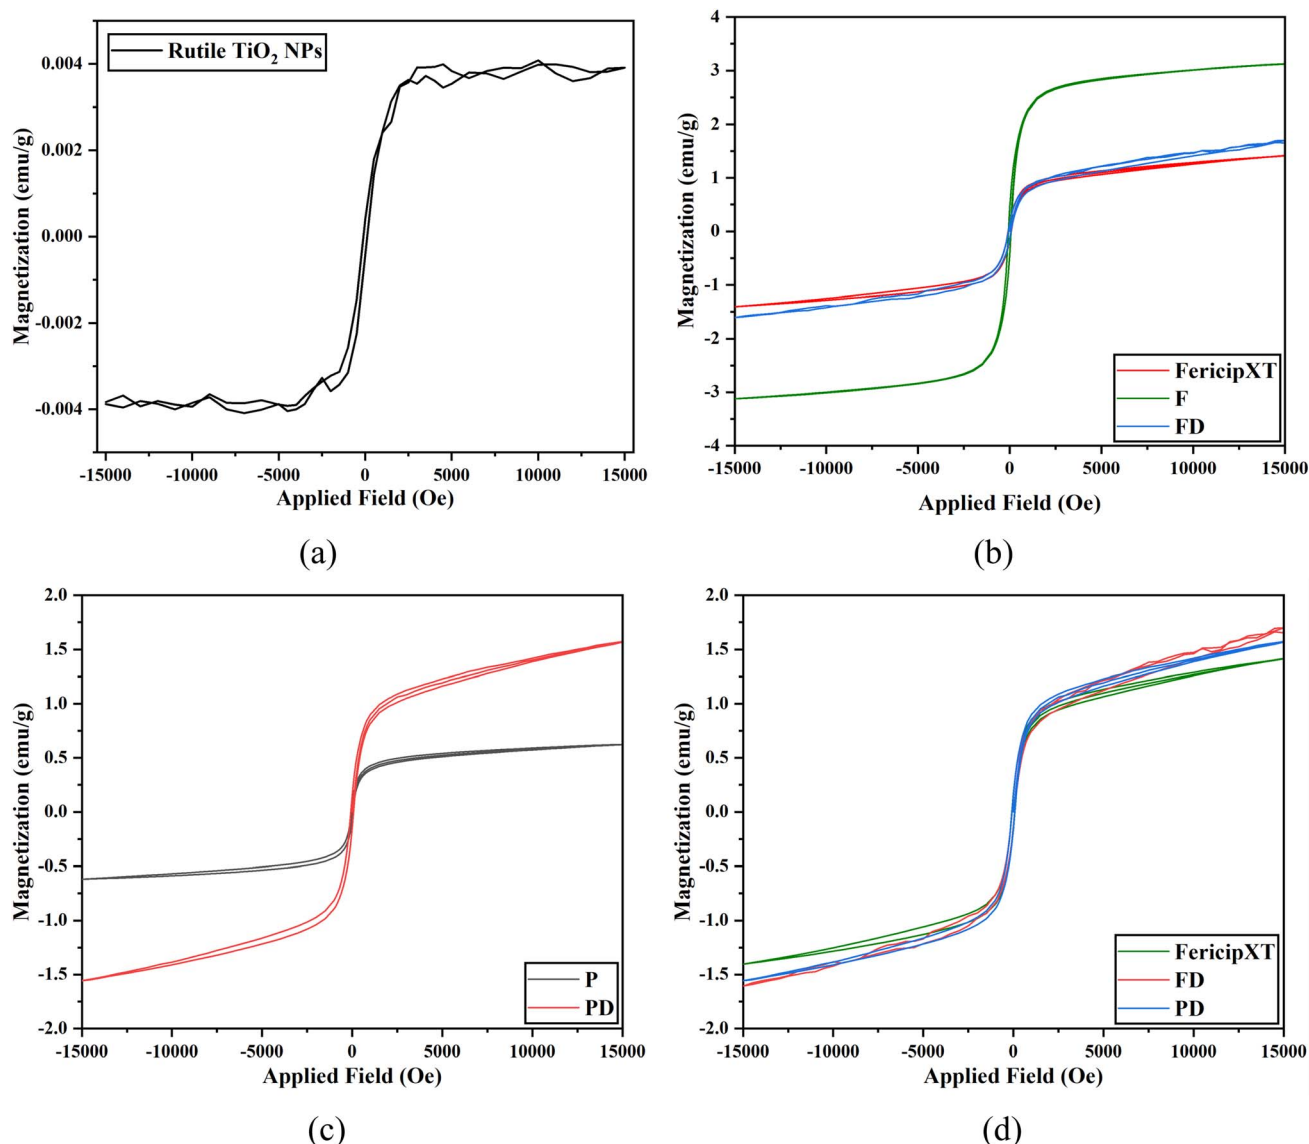 Rutile TiO₂ NPs
0.004
0.002
0.000
-0.002
-0.004
Magnetization (emu/g)
-15000 -10000 -5000 0 5000 10000 15000
Applied Field (Oe)
(a)
4
3
2
1
0
-1
-2
-3
-4
Magnetization (emu/g)
FericipXT
F
FD
-15000 -10000 -5000 0 5000 10000 15000
Applied Field (Oe)
(b)
2.0
1.5
1.0
0.5
0.0
-0.5
-1.0
-1.5
-2.0
Magnetization (emu/g)
P
PD
-15000 -10000 -5000 0 5000 10000 15000
Applied Field (Oe)
(c)
2.0
1.5
1.0
0.5
0.0
-0.5
-1.0
-1.5
-2.0
Magnetization (emu/g)
FericipXT
FD
PD
-15000 -10000 -5000 0 5000 10000 15000
Applied Field (Oe)
(d)